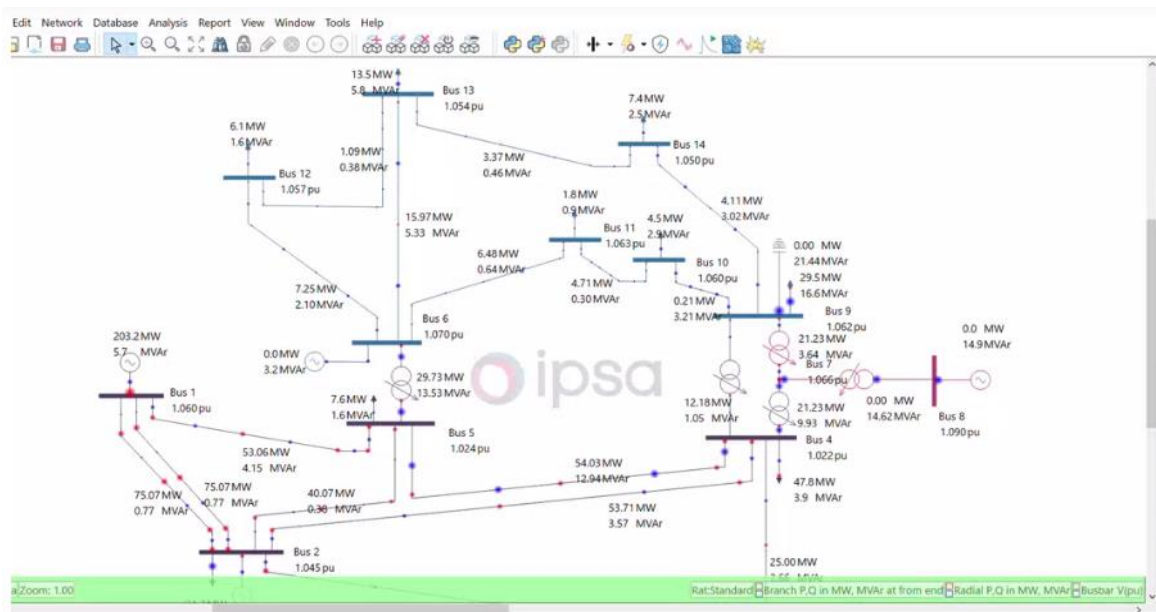 Edit Network Database Analysis Report View Window Tools Help
13.5 MW
5.8 MVAr
Bus 13
1.054 pu
6.1 MW
1.6 MVAr
Bus 12
1.057 pu
1.09 MW
0.38 MVAr
3.37 MW
0.46 MVAr
7.4 MW
2.5 MVAr
Bus 14
1.050 pu
15.97 MW
5.33 MVAr
1.8 MW
0.9 MVAr
Bus 11
1.063 pu
4.5 MW
2.9 MVAr
Bus 10
1.060 pu
4.11 MW
3.02 MVAr
6.48 MW
0.64 MVAr
4.71 MW
0.30 MVAr
0.21 MW
3.21 MVAr
0.00 MW
21.44 MVAr
29.5 MW
16.6 MVAr
Bus 9
1.062 pu
7.25 MW
2.10 MVAr
Bus 6
1.070 pu
0.0 MW
3.2 MVAr
203.2 MW
5.7 MVAr
Bus 1
1.060 pu
29.73 MW
13.53 MVAr
ipsa
21.23 MW
3.64 MVAr
Bus 7
1.066 pu
0.0 MW
14.9 MVAr
0.00 MW
14.62 MVAr
Bus 8
1.090 pu
12.18 MW
1.05 MVAr
21.23 MW
9.93 MVAr
7.6 MW
1.6 MVAr
Bus 5
1.024 pu
Bus 4
1.022 pu
53.06 MW
4.15 MVAr
75.07 MW
0.77 MVAr
75.07 MW
0.77 MVAr
40.07 MW
0.38 MVAr
54.03 MW
12.94 MVAr
53.71 MW
3.57 MVAr
47.8 MW
3.9 MVAr
Bus 2
1.045 pu
25.00 MW
Zoom: 1.00
Rat:Standard Branch P,Q in MW, MVAr at from end Radial P,Q in MW, MVAr Busbar V(pu)